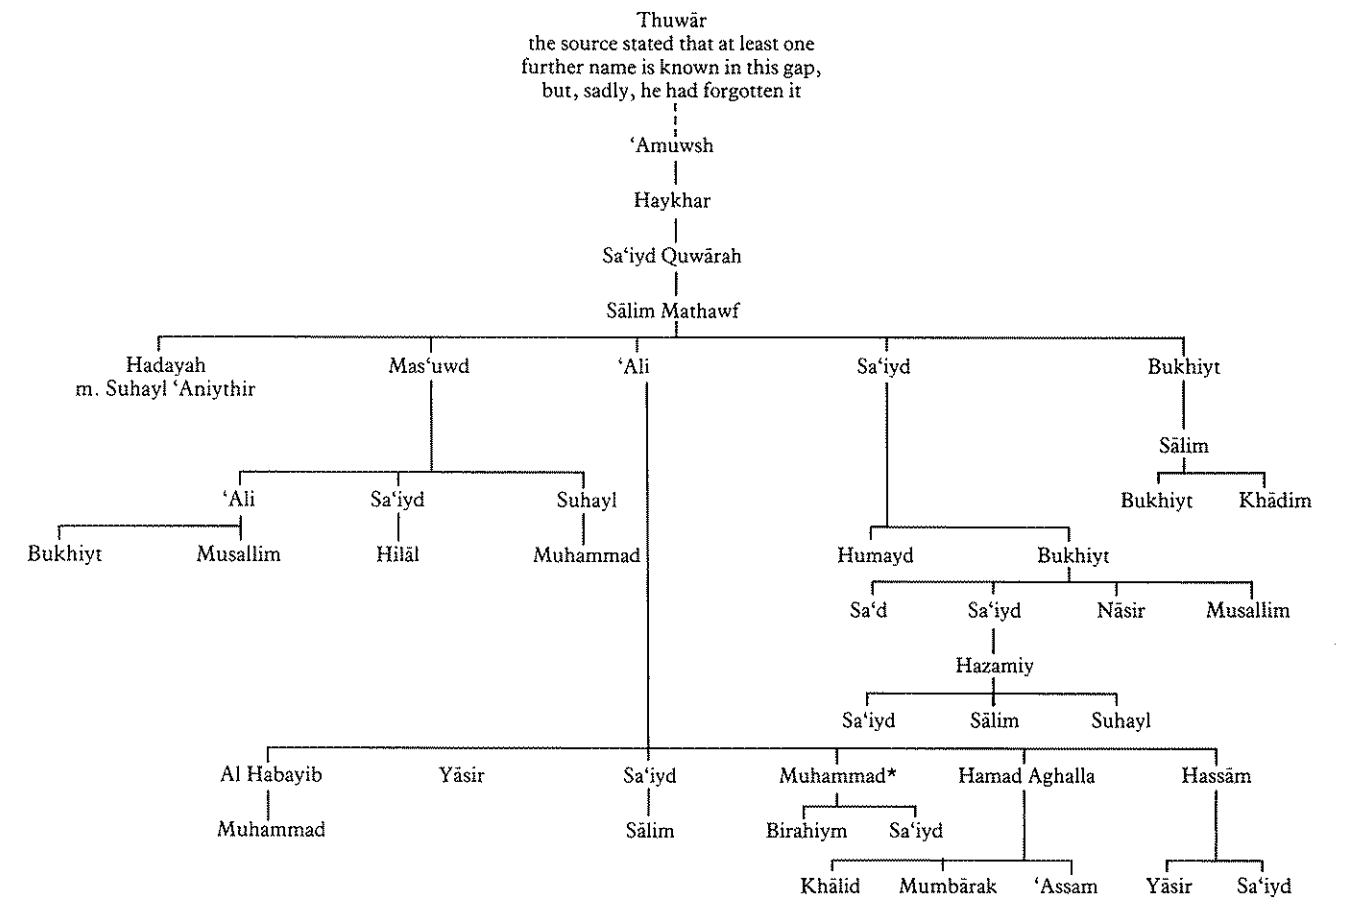 Thuwār
the source stated that at least one
further name is known in this gap,
but, sadly, he had forgotten it
‘Amuwsh
Haykhar
Sa‘iyd Quwārah
Sālim Mathawf
Hadayah Mas‘uwd ‘Ali Sa‘iyd Bukhiyt
m. Suhayl ‘Aniythir
Sālim
‘Ali Sa‘iyd Suhayl Bukhiyt Khādim
Bukhiyt Musallim Hilāl Muhammad Humayd Bukhiyt
Sa‘d Sa‘iyd Nāsir Musallim
Hazamiy
Sa‘iyd Sālim Suhayl
Al Habayib Yāsir Sa‘iyd Muhammad* Hamad Aghalla Hassām
Muhammad Sālim Birahiym Sa‘iyd
Khālid Mumbārak ‘Assam Yāsir Sa‘iyd